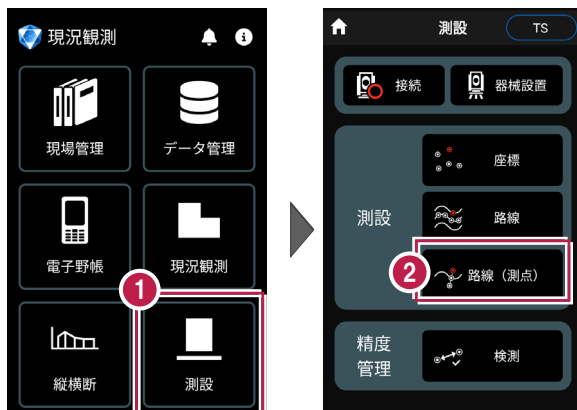 現況観測
現場管理
データ管理
電子野帳
現況観測
1
縦横断
測設
測設
TS
接続
器械設置
座標
測設
路線
2
路線（測点）
精度
管理
検測